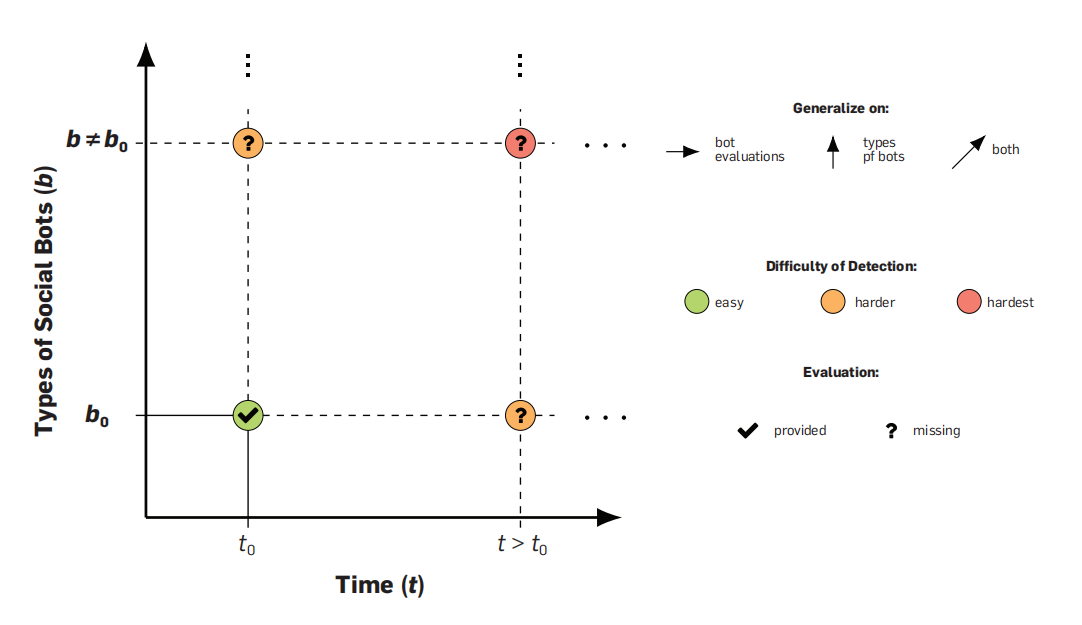 Types of Social Bots (b)
b ≠ b₀
?
?
. . .
b₀
?
. . .
t₀
t > t₀
Time (t)
Generalize on:
bot
evaluations
types
pf bots
both
Difficulty of Detection:
easy
harder
hardest
Evaluation:
provided
?
missing